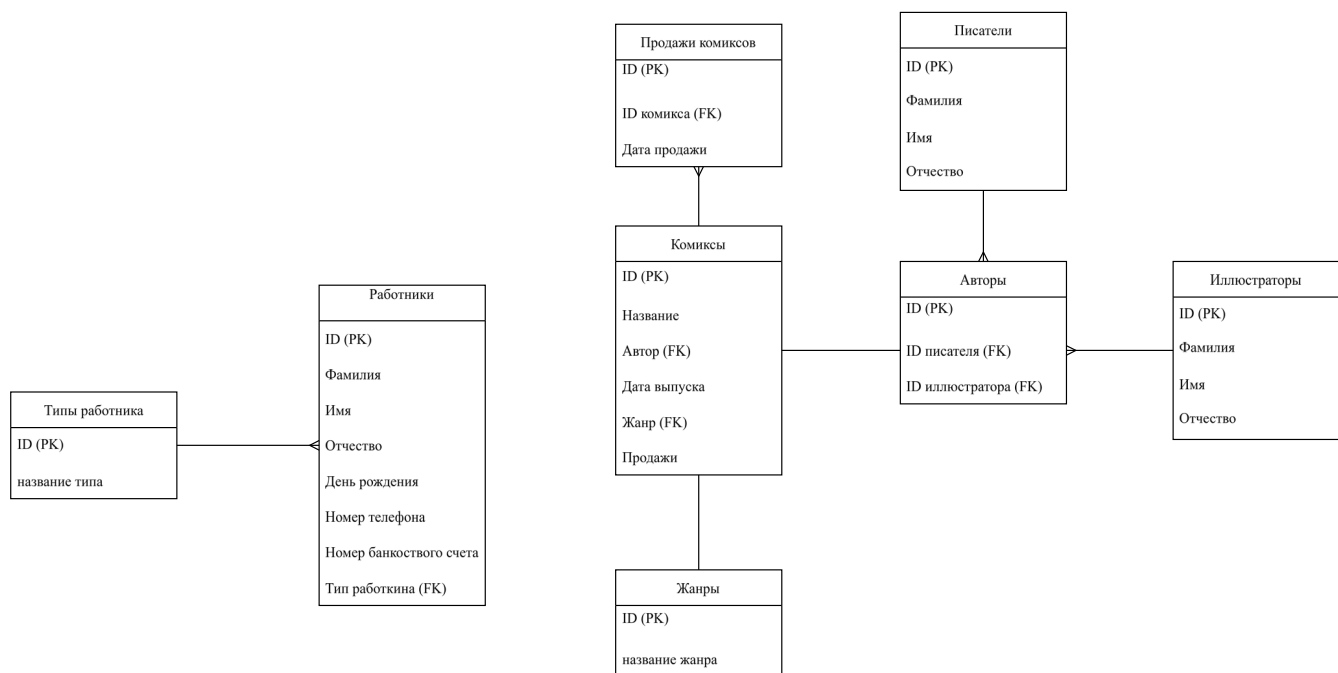 Типы работника
ID (PK)
название типа
Работники
ID (PK)
Фамилия
Имя
Отчество
День рождения
Номер телефона
Номер банкоствого счета
Тип работкина (FK)
Продажи комиксов
ID (PK)
ID комикса (FK)
Дата продажи
Комиксы
ID (PK)
Название
Автор (FK)
Дата выпуска
Жанр (FK)
Продажи
Жанры
ID (PK)
название жанра
Писатели
ID (PK)
Фамилия
Имя
Отчество
Авторы
ID (PK)
ID писателя (FK)
ID иллюстратора (FK)
Иллюстраторы
ID (PK)
Фамилия
Имя
Отчество